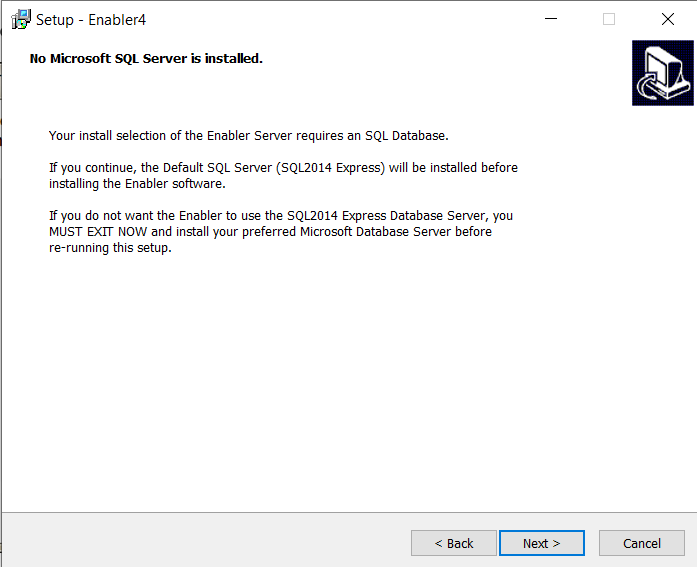 Setup - Enabler4
No Microsoft SQL Server is installed.
Your install selection of the Enabler Server requires an SQL Database.
If you continue, the Default SQL Server (SQL2014 Express) will be installed before
installing the Enabler software.
If you do not want the Enabler to use the SQL2014 Express Database Server, you
MUST EXIT NOW and install your preferred Microsoft Database Server before
re-running this setup.
< Back
Next >
Cancel